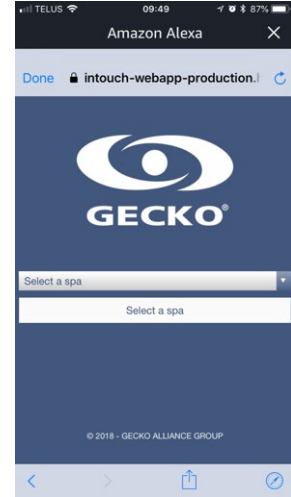 TELUS 09:49 87%
Amazon Alexa
Done intouch-webapp-production.
GECKO®
Select a spa
Select a spa
© 2018 - GECKO ALLIANCE GROUP